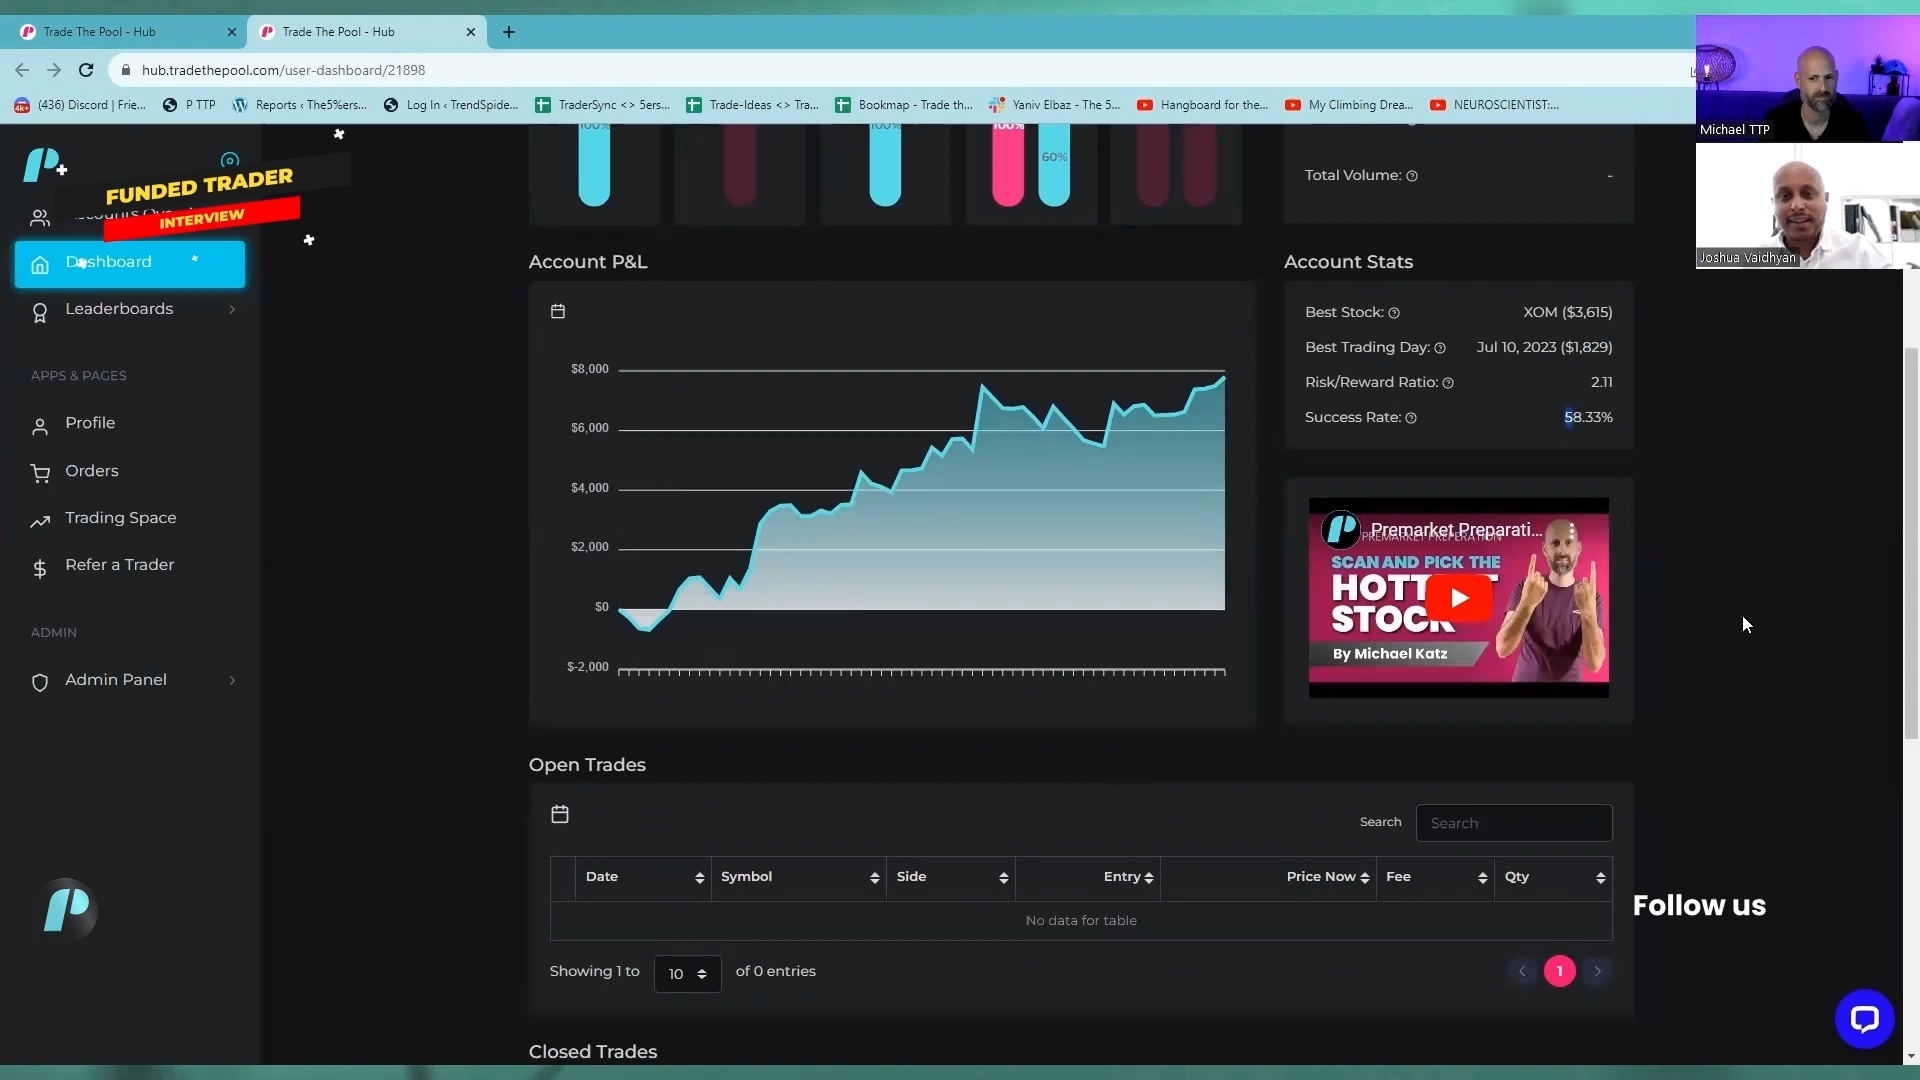 Trade The Pool - Hub
Trade The Pool - Hub
hub.tradethepool.com/user-dashboard/21898
(436) Discord | Frie...
P TTP
Reports ‹ The5%ers...
Log In ‹ TrendSpide...
TraderSync <> 5ers...
Trade-Ideas <> Tra...
Bookmap - Trade th...
Yaniv Elbaz - The 5...
Hangboard for the...
My Climbing Drea...
NEUROSCIENTIST:...
Michael TTP
Joshua Vaidhyan
FUNDED TRADER
INTERVIEW
Dashboard
Leaderboards
APPS & PAGES
Profile
Orders
Trading Space
Refer a Trader
ADMIN
Admin Panel
100%
100%
100%
60%
Total Volume: -
Account P&L
$8,000
$6,000
$4,000
$2,000
$0
$-2,000
Account Stats
Best Stock: XOM ($3,615)
Best Trading Day: Jul 10, 2023 ($1,829)
Risk/Reward Ratio: 2.11
Success Rate: 58.33%
Premarket Preparati...
PREMARKET PREPERATION
SCAN AND PICK THE
STOCK
By Michael Katz
Open Trades
Search
Search
Date Symbol Side Entry Price Now Fee Qty
No data for table
Showing 1 to 10 of 0 entries
1
Follow us
Closed Trades